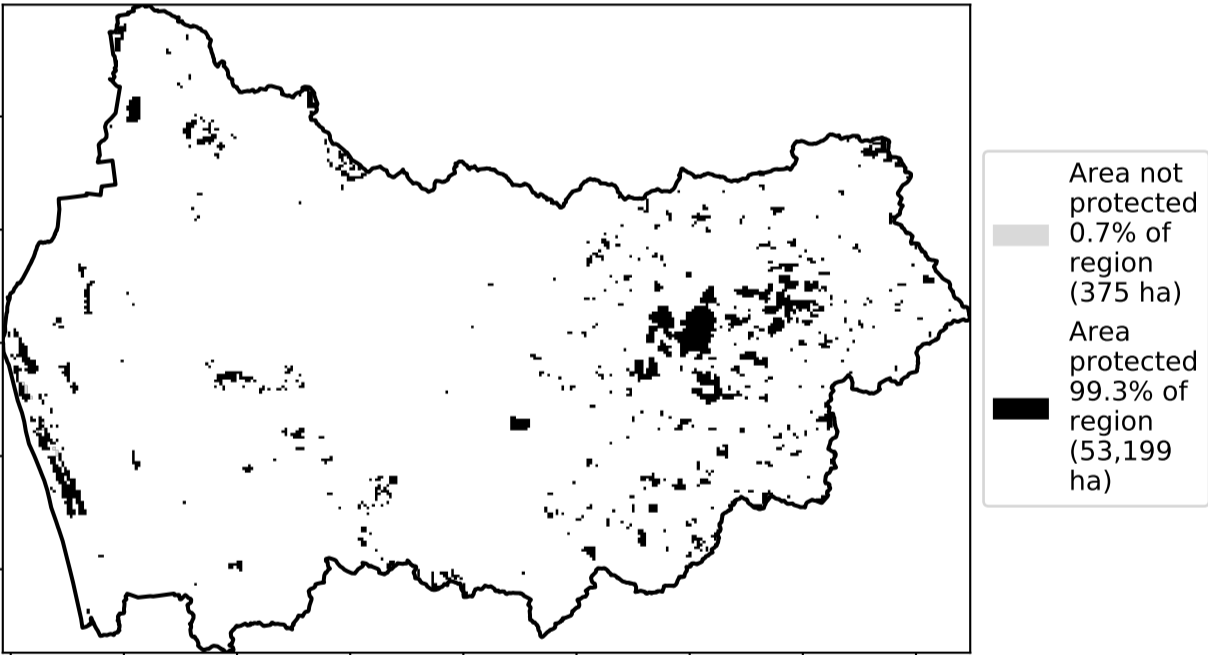 Area not
protected
0.7% of
region
(375 ha)
Area
protected
99.3% of
region
(53,199
ha)